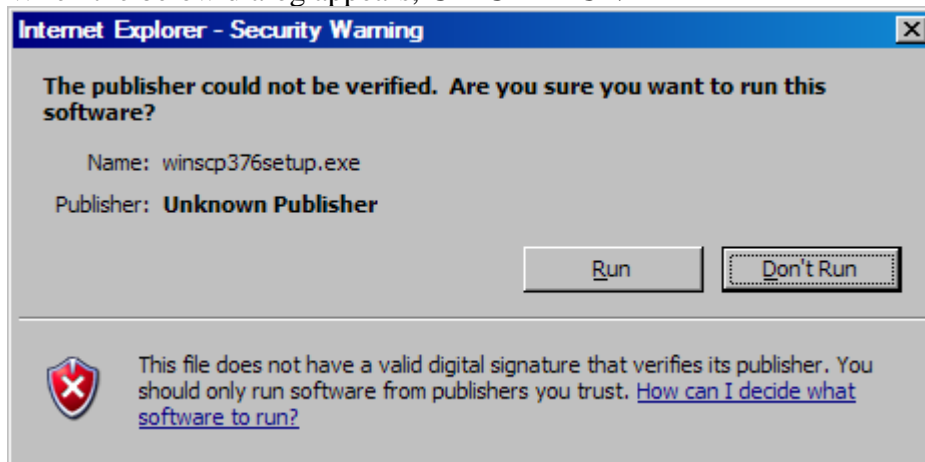 Internet Explorer - Security Warning
The publisher could not be verified. Are you sure you want to run this
software?
Name: winscp376setup.exe
Publisher: Unknown Publisher
Run Don't Run
This file does not have a valid digital signature that verifies its publisher. You
should only run software from publishers you trust. How can I decide what
software to run?